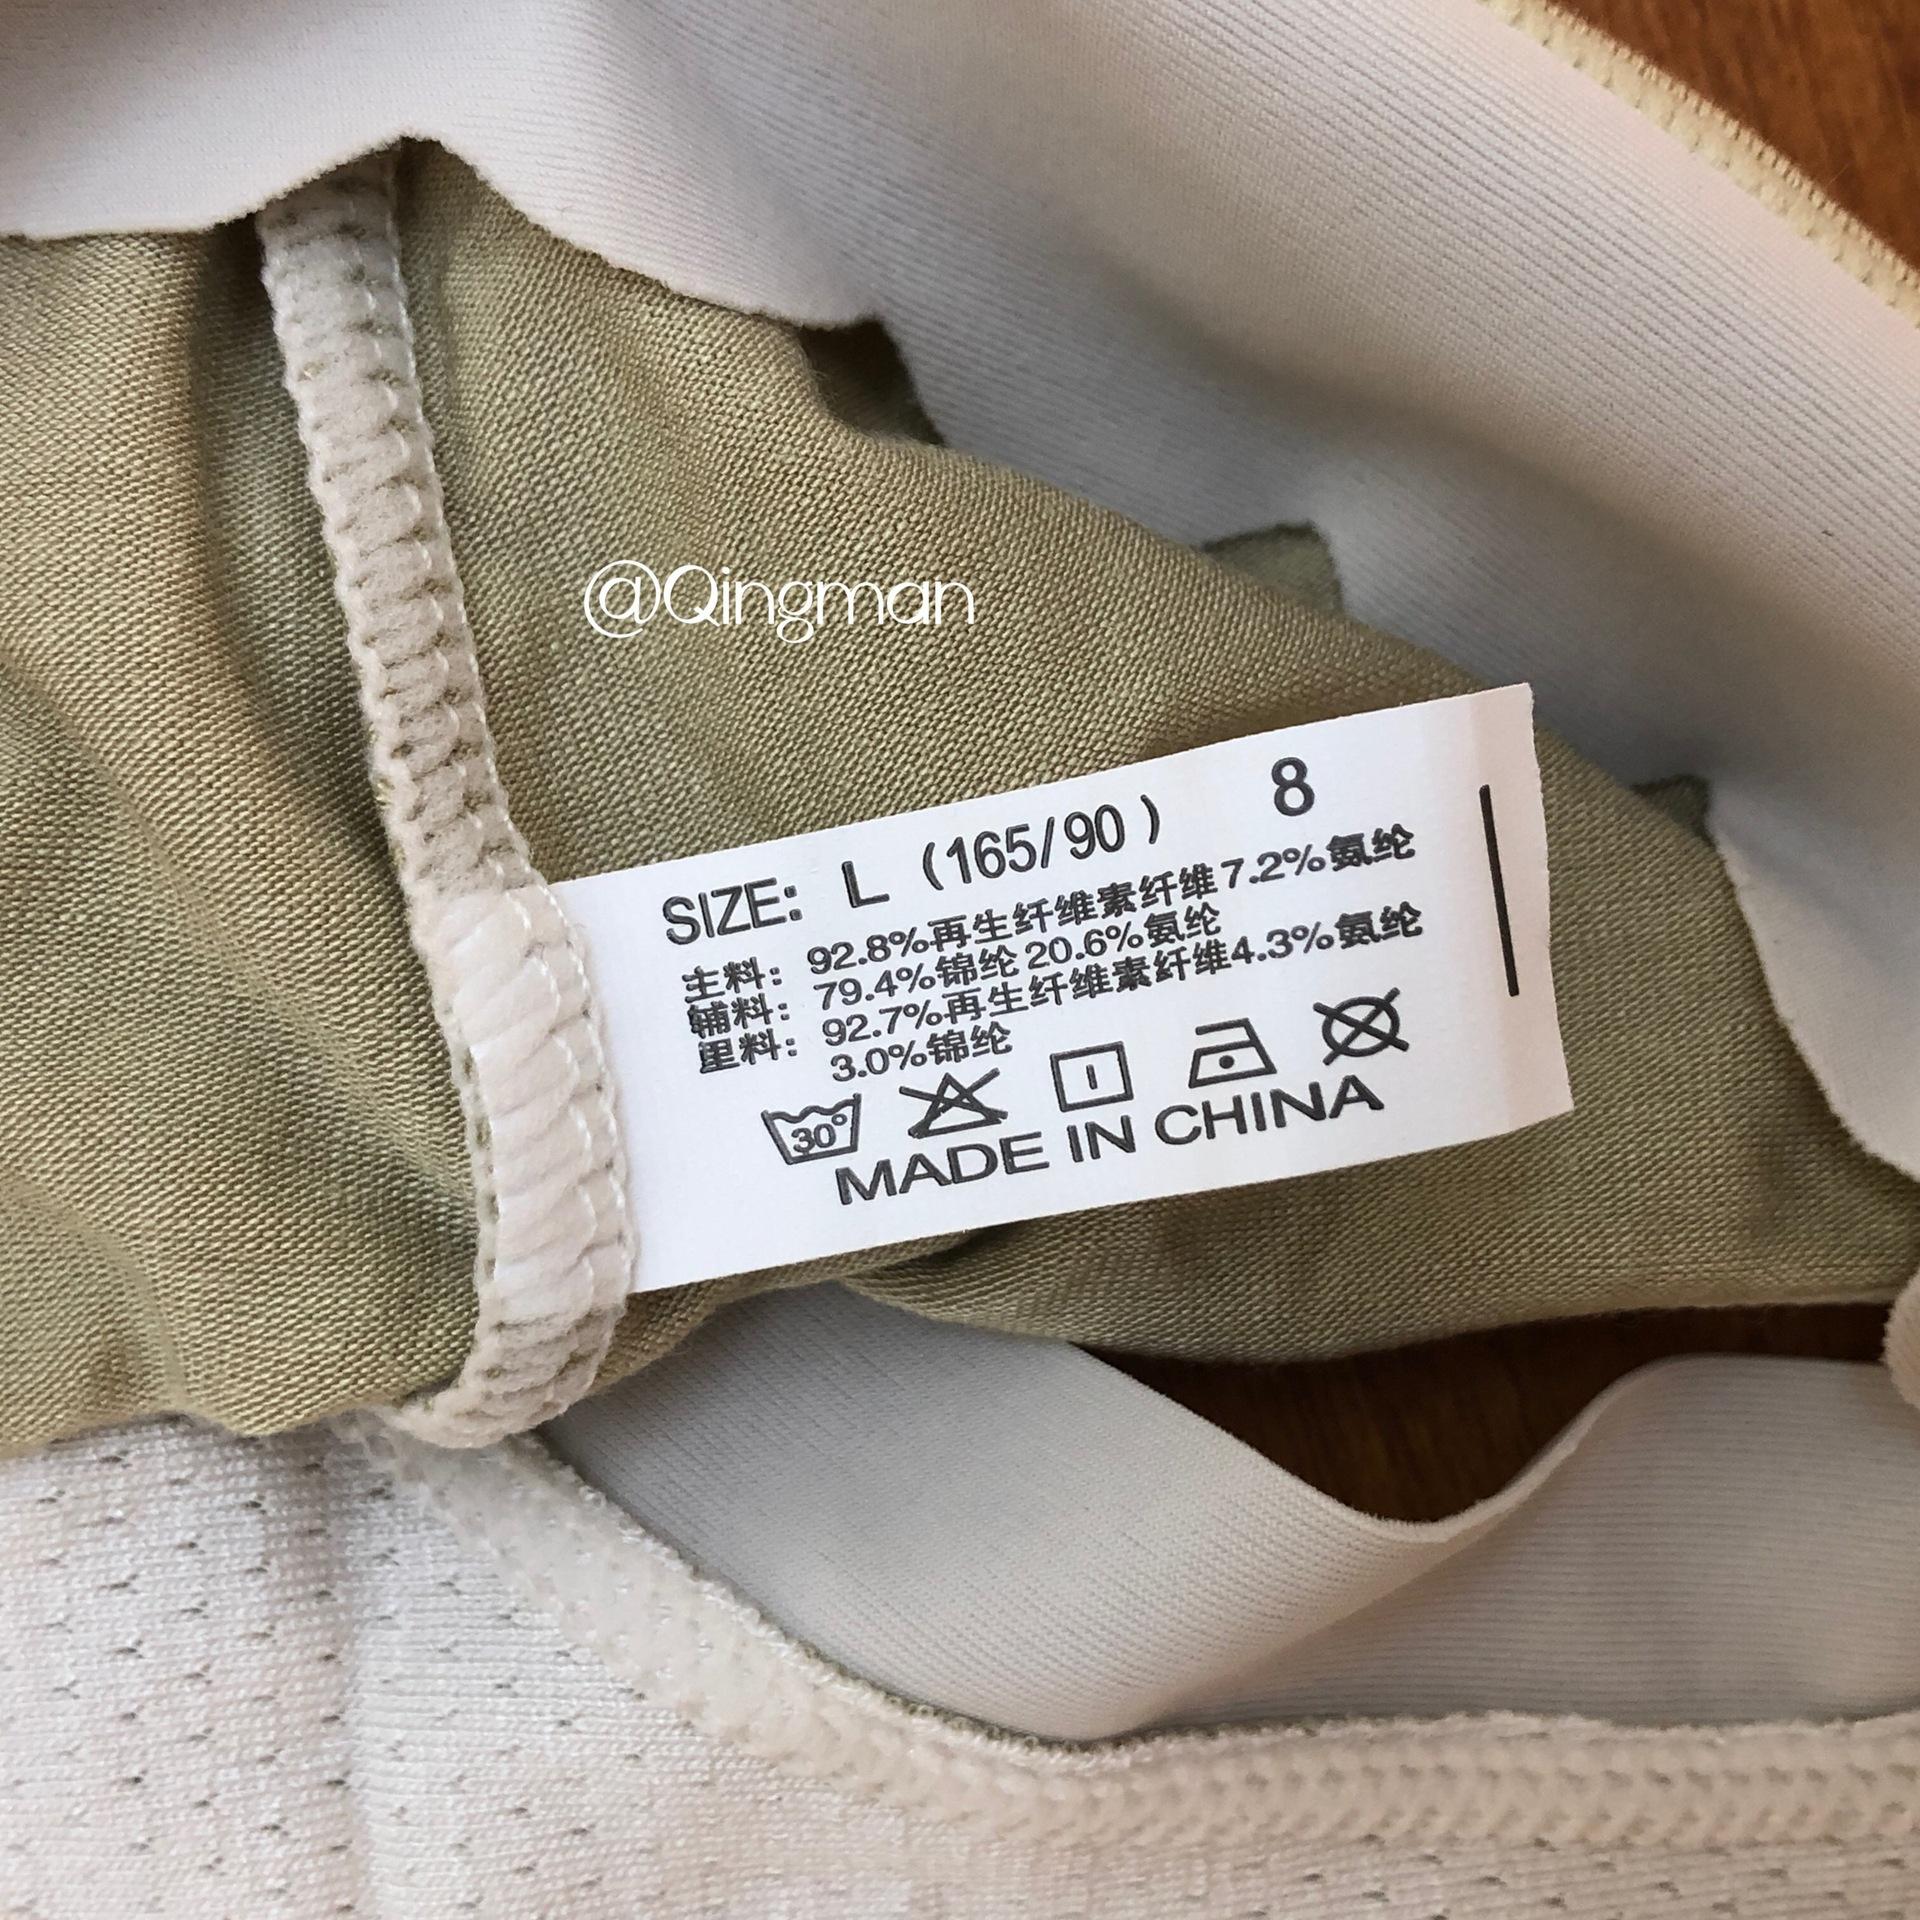 @Qingman
SIZE: L (165/90) 8
主料: 92.8%再生纤维素纤维7.2%氨纶
辅料: 79.4%锦纶20.6%氨纶
里料: 92.7%再生纤维素纤维4.3%氨纶
3.0%锦纶
30°
MADE IN CHINA